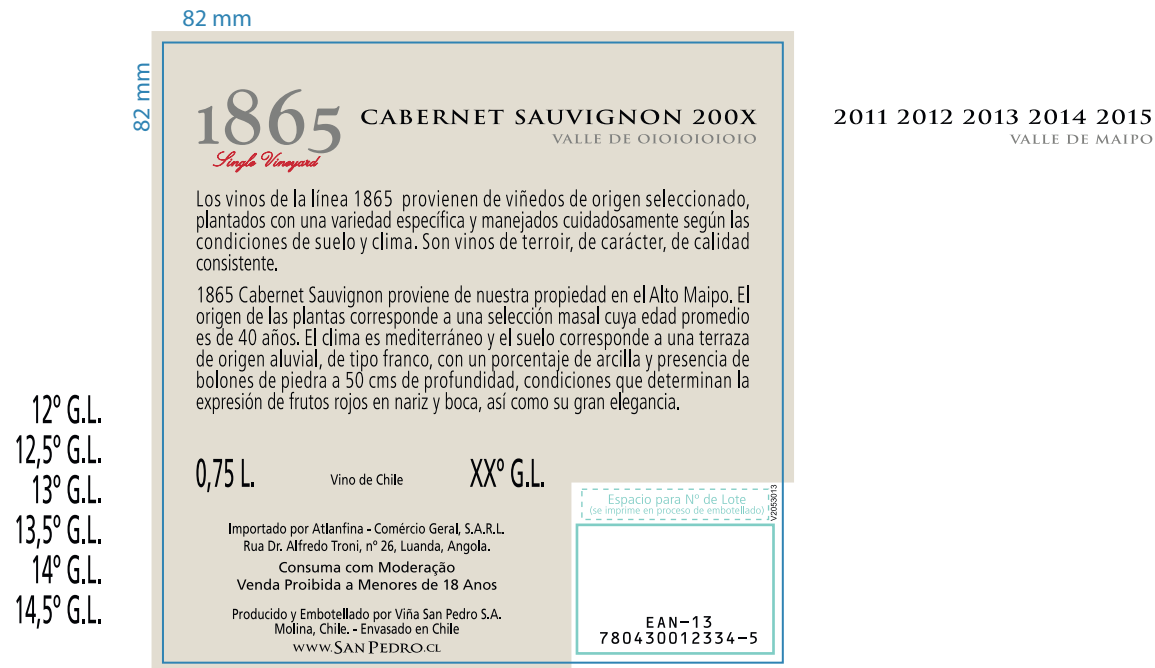 82 mm
82 mm
1865
Single Vineyard
CABERNET SAUVIGNON 200X
VALLE DE OIOIOIOIOIO
2011 2012 2013 2014 2015
VALLE DE MAIPO
Los vinos de la línea 1865 provienen de viñedos de origen seleccionado,
plantados con una variedad específica y manejados cuidadosamente según las
condiciones de suelo y clima. Son vinos de terroir, de carácter, de calidad
consistente.
1865 Cabernet Sauvignon proviene de nuestra propiedad en el Alto Maipo. El
origen de las plantas corresponde a una selección masal cuya edad promedio
es de 40 años. El clima es mediterráneo y el suelo corresponde a una terraza
de origen aluvial, de tipo franco, con un porcentaje de arcilla y presencia de
bolones de piedra a 50 cms de profundidad, condiciones que determinan la
expresión de frutos rojos en nariz y boca, así como su gran elegancia.
12º G.L.
12,5º G.L.
13º G.L.
13,5º G.L.
14º G.L.
14,5º G.L.
0,75 L.
Vino de Chile
XXº G.L.
Importado por Atlanfina - Comércio Geral, S.A.R.L.
Rua Dr. Alfredo Troni, nº 26, Luanda, Angola.
Consuma com Moderação
Venda Proibida a Menores de 18 Anos
Producido y Embotellado por Viña San Pedro S.A.
Molina, Chile. - Envasado en Chile
WWW.SAN PEDRO.CL
Espacio para Nº de Lote
(se imprime en proceso de embotellado)
V2053013
EAN-13
780430012334-5